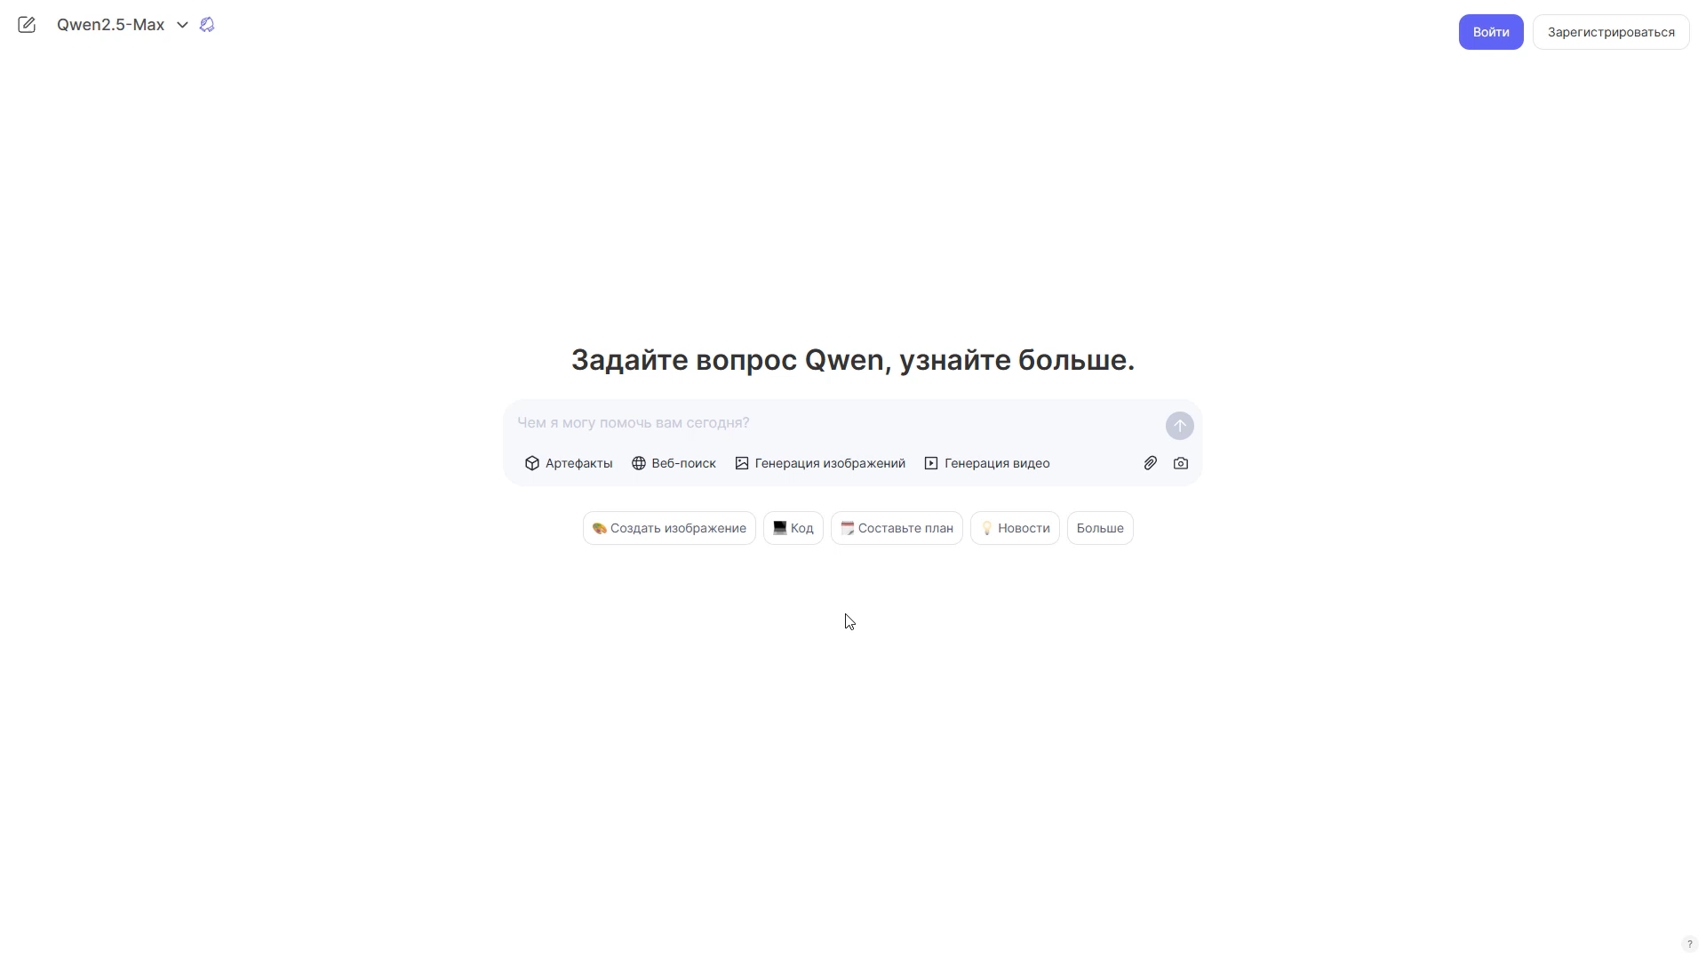 Qwen2.5-Max
Войти
Зарегистрироваться
Задайте вопрос Qwen, узнайте больше.
Чем я могу помочь вам сегодня?
Артефакты
Веб-поиск
Генерация изображений
Генерация видео
Создать изображение
Код
Составьте план
Новости
Больше
?